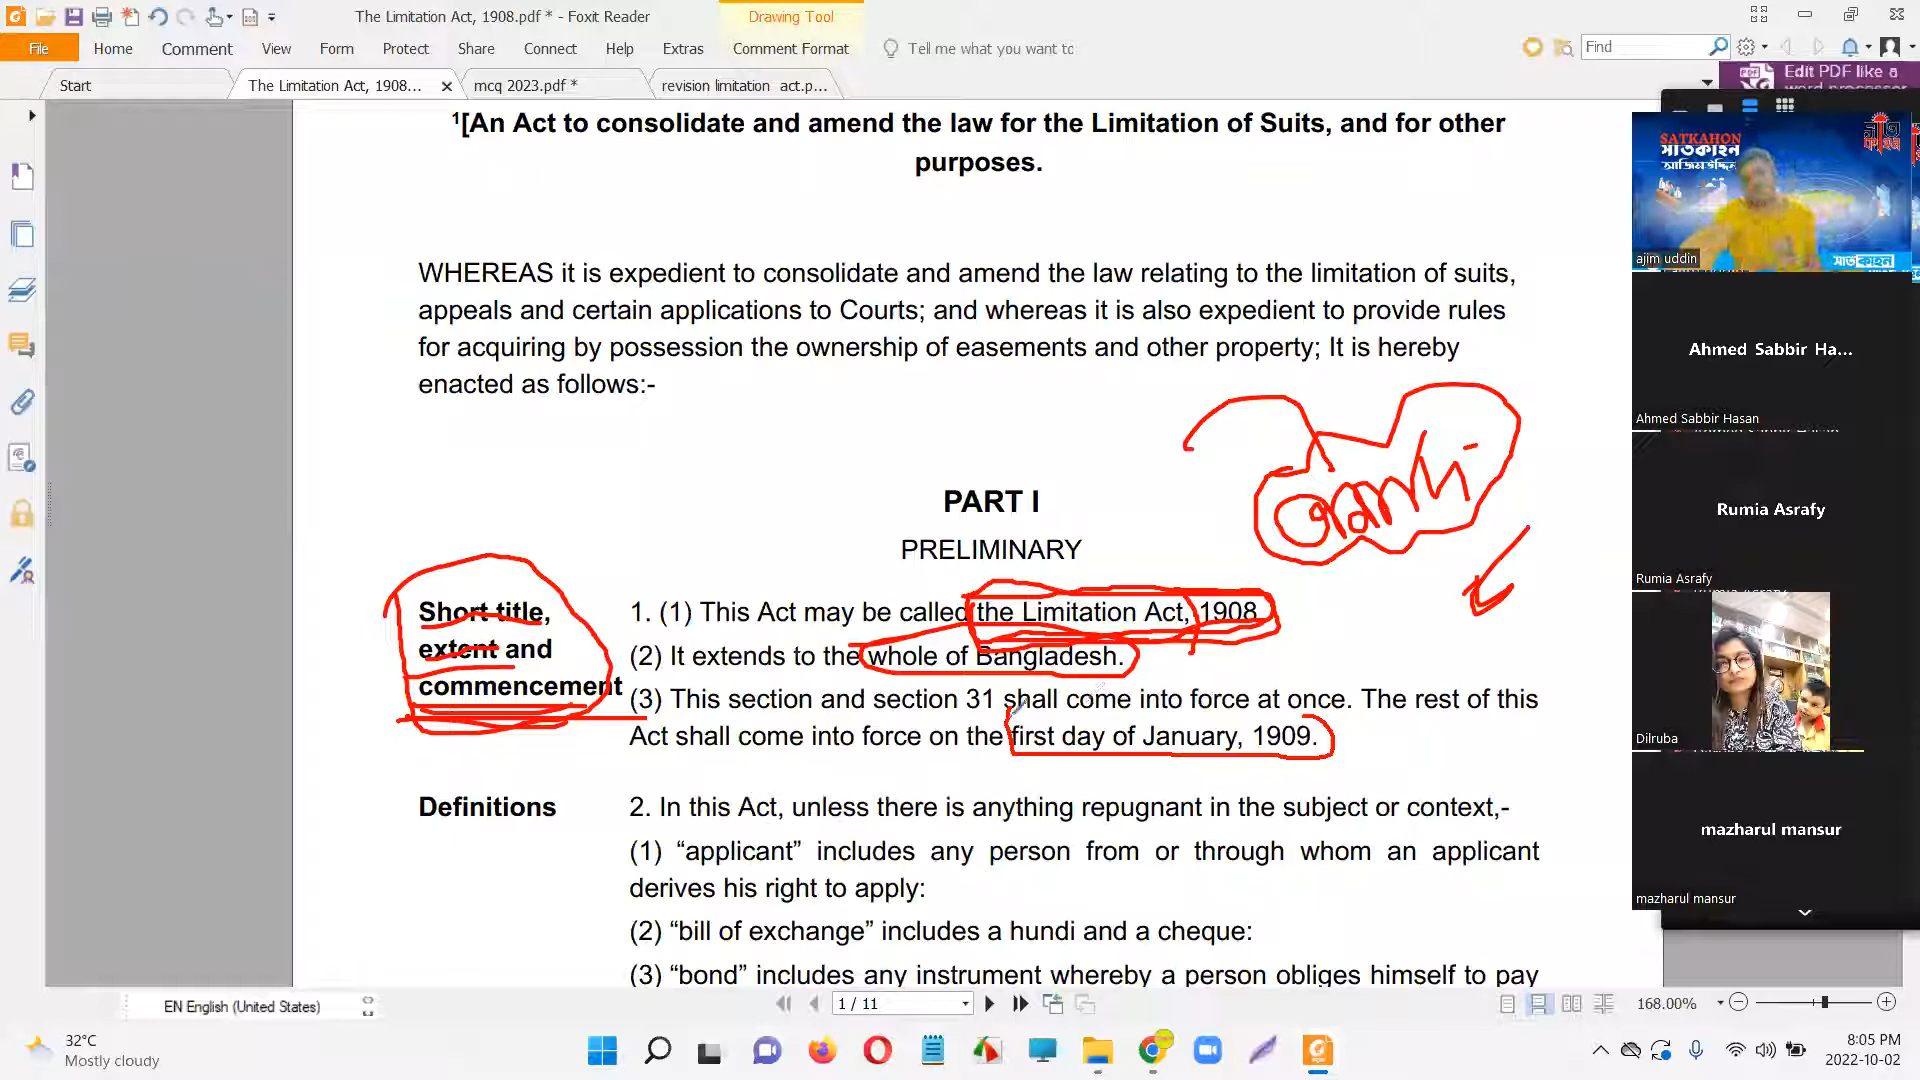 The Limitation Act, 1908.pdf * - Foxit Reader
Drawing Tool
File Home Comment View Form Protect Share Connect Help Extras Comment Format Tell me what you want to Find
Start The Limitation Act, 1908... mcq 2023.pdf * revision limitation act.p...
Edit PDF like a
word processor
¹[An Act to consolidate and amend the law for the Limitation of Suits, and for other
purposes.
WHEREAS it is expedient to consolidate and amend the law relating to the limitation of suits,
appeals and certain applications to Courts; and whereas it is also expedient to provide rules
for acquiring by possession the ownership of easements and other property; It is hereby
enacted as follows:-
PART I
PRELIMINARY
Short title,
extent and
commencement
1. (1) This Act may be called the Limitation Act, 1908
(2) It extends to the whole of Bangladesh.
(3) This section and section 31 shall come into force at once. The rest of this
Act shall come into force on the first day of January, 1909.
Definitions
2. In this Act, unless there is anything repugnant in the subject or context,-
(1) “applicant” includes any person from or through whom an applicant
derives his right to apply:
(2) “bill of exchange” includes a hundi and a cheque:
(3) “bond” includes any instrument whereby a person obliges himself to pay
SATKAHON
সাতকাহন
আজিম উদ্দিন
সাতকাহন
ajim uddin
Ahmed Sabbir Ha...
Ahmed Sabbir Hasan
Rumia Asrafy
Rumia Asrafy
Dilruba
mazharul mansur
mazharul mansur
EN English (United States)
1 / 11
168.00%
32°C
Mostly cloudy
8:05 PM
2022-10-02